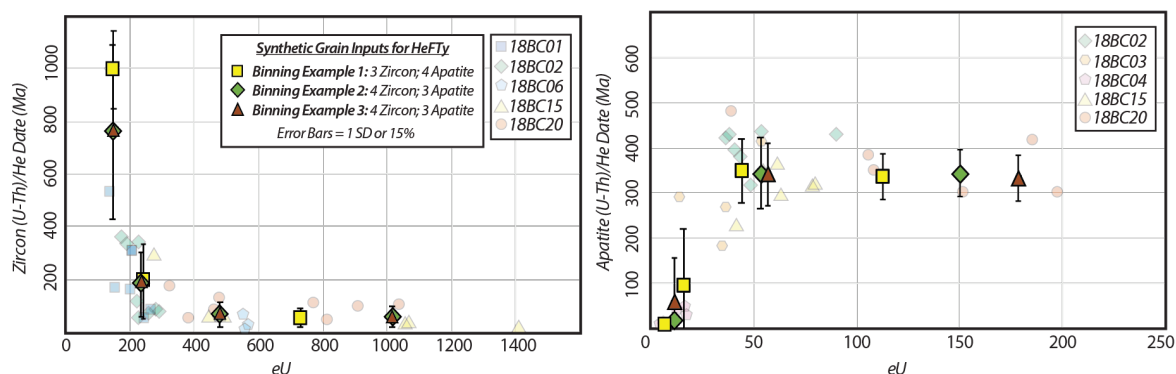 Zircon (U-Th)/He Date (Ma)
1000
800
600
400
200
0
200
400
600
800
1000
1200
1400
eU
Synthetic Grain Inputs for HeFTy
Binning Example 1: 3 Zircon; 4 Apatite
Binning Example 2: 4 Zircon; 3 Apatite
Binning Example 3: 4 Zircon; 3 Apatite
Error Bars = 1 SD or 15%
18BC01
18BC02
18BC06
18BC15
18BC20
Apatite (U-Th)/He Date (Ma)
600
500
400
300
200
100
0
50
100
150
200
250
eU
18BC02
18BC03
18BC04
18BC15
18BC20